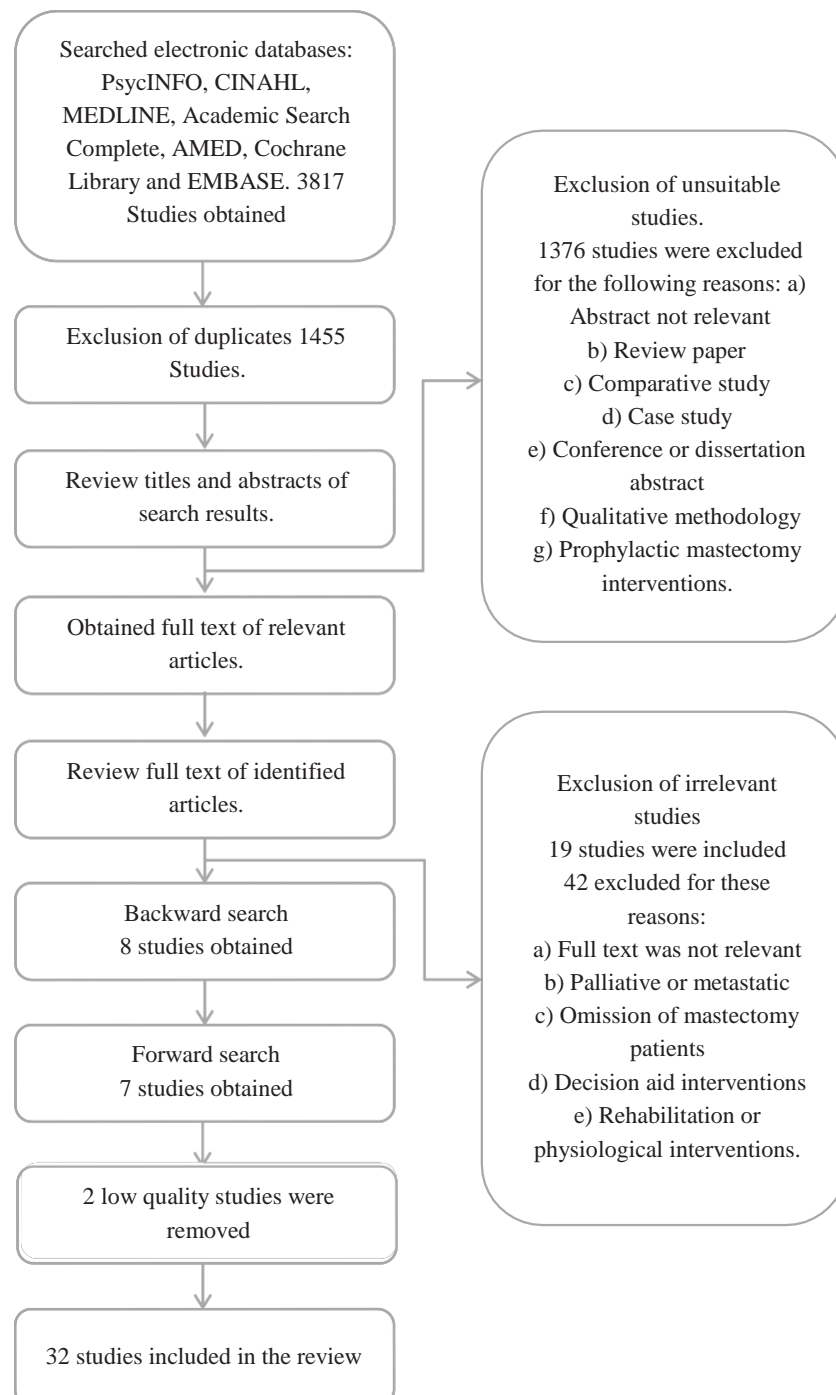 Searched electronic databases:
PsycINFO, CINAHL,
MEDLINE, Academic Search
Complete, AMED, Cochrane
Library and EMBASE. 3817
Studies obtained
Exclusion of duplicates 1455
Studies.
Review titles and abstracts of
search results.
Exclusion of unsuitable
studies.
1376 studies were excluded
for the following reasons: a)
Abstract not relevant
b) Review paper
c) Comparative study
d) Case study
e) Conference or dissertation
abstract
f) Qualitative methodology
g) Prophylactic mastectomy
interventions.
Obtained full text of relevant
articles.
Review full text of identified
articles.
Exclusion of irrelevant
studies
19 studies were included
42 excluded for these
reasons:
a) Full text was not relevant
b) Palliative or metastatic
c) Omission of mastectomy
patients
d) Decision aid interventions
e) Rehabilitation or
physiological interventions.
Backward search
8 studies obtained
Forward search
7 studies obtained
2 low quality studies were
removed
32 studies included in the review